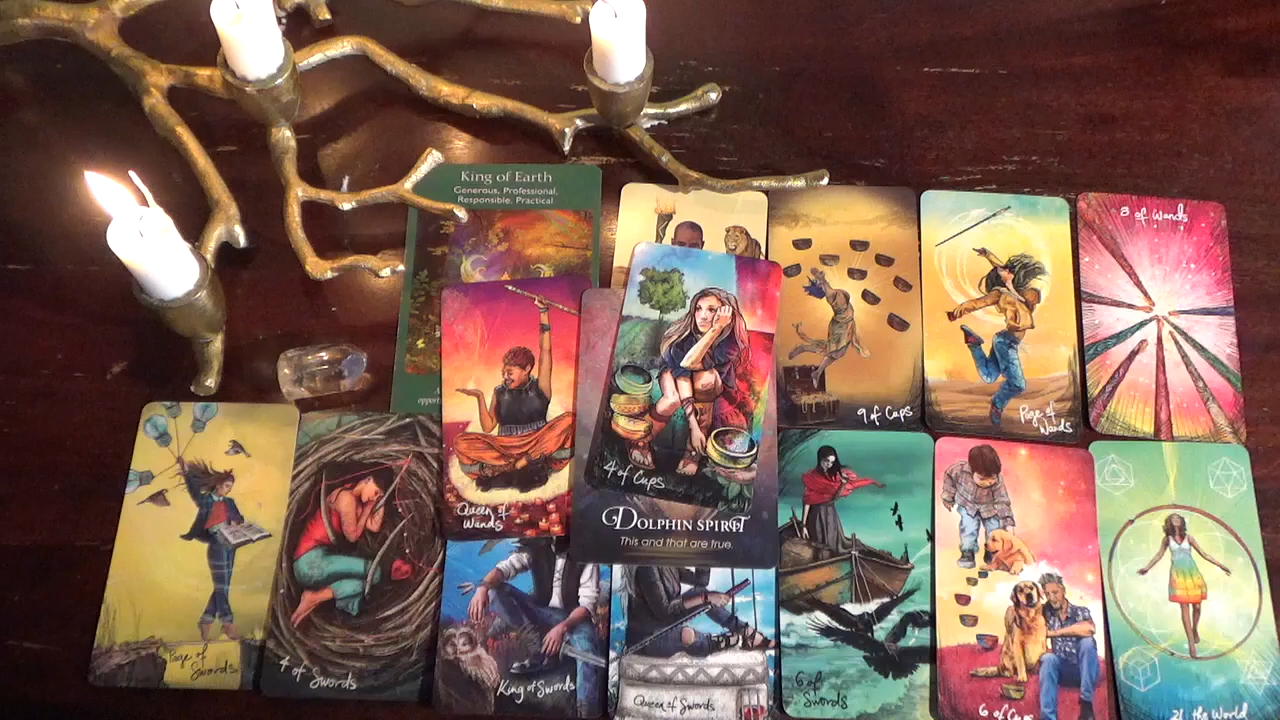 King of Earth
Generous, Professional,
Responsible, Practical
8 of Wands
9 of Cups
Page of
Wands
4 of Cups
Queen of
Wands
DOLPHIN SPIRIT
This and that are true.
Page of
Swords
4 of Swords
King of Swords
Queen of Swords
6 of
Swords
6 of Cups
21 the World